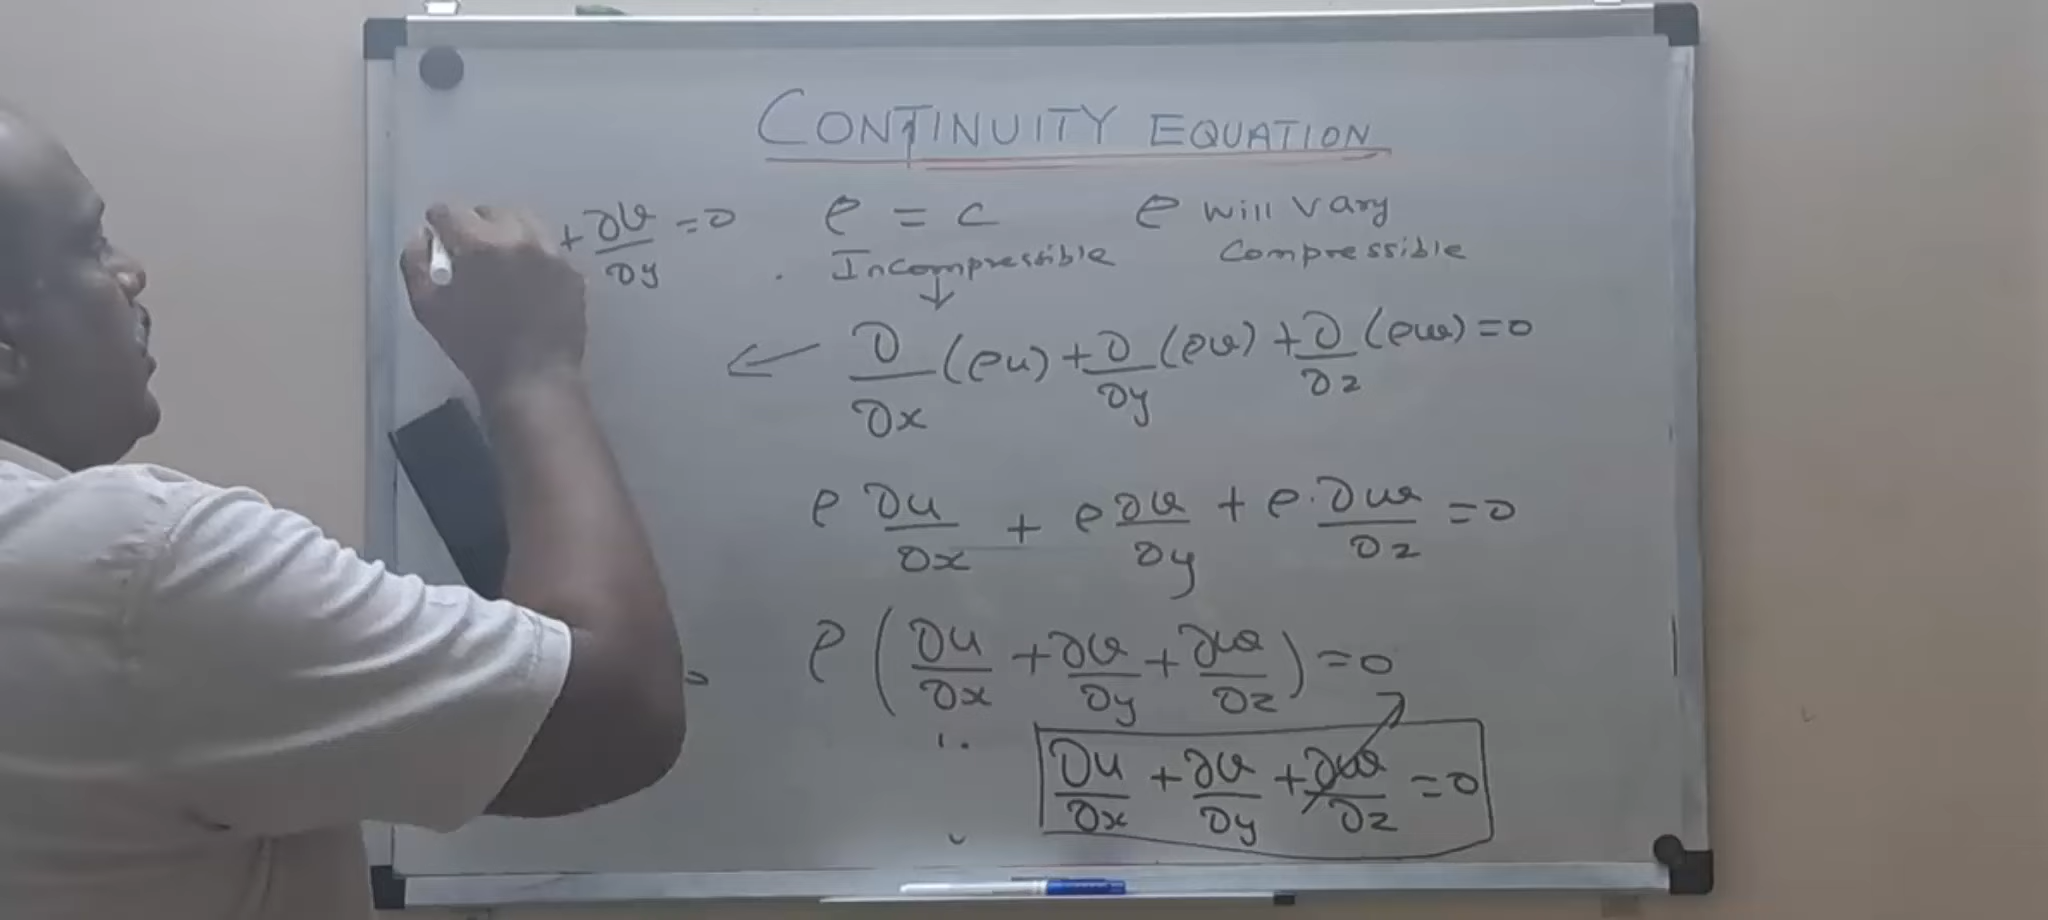 CONTINUITY EQUATION
+ ∂v/∂y = 0
ρ = c
ρ will vary
Incompressible
Compressible
↓
← ∂/∂x (ρu) + ∂/∂y (ρv) + ∂/∂z (ρw) = 0
ρ ∂u/∂x + ρ ∂v/∂y + ρ · ∂w/∂z = 0
ρ (∂u/∂x + ∂v/∂y + ∂w/∂z) = 0
∂u/∂x + ∂v/∂y + ∂w/∂z = 0